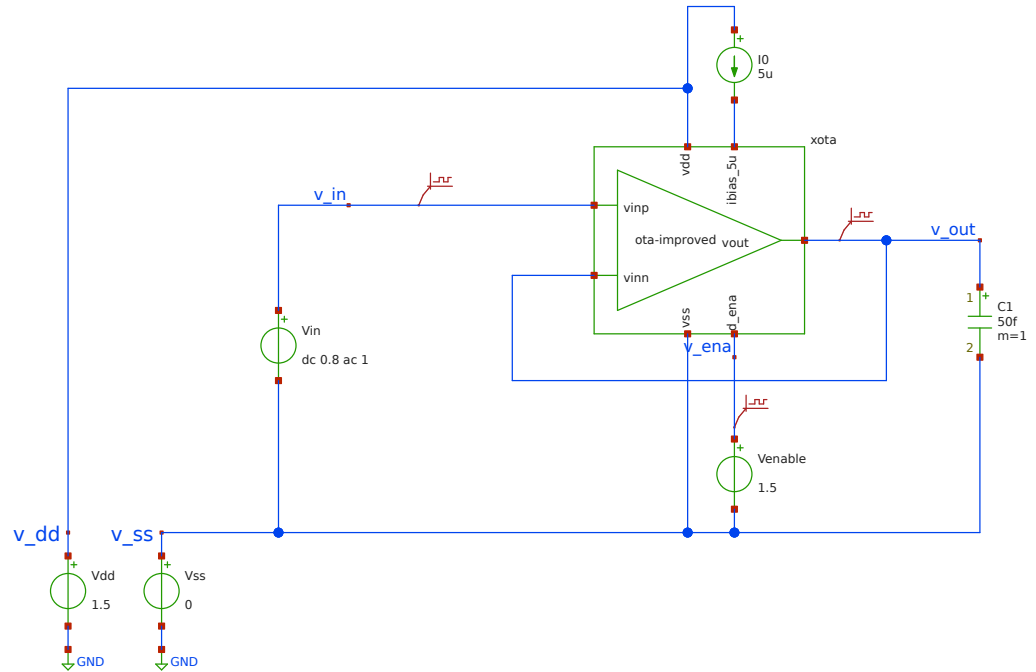 I0
5u
xota
vdd
ibias_5u
v_in
vinp
ota-improved
vout
v_out
vinn
1
C1
50f
m=1
2
vss
d_ena
v_ena
Vin
dc 0.8 ac 1
Venable
1.5
v_dd
v_ss
Vdd
1.5
Vss
0
GND
GND